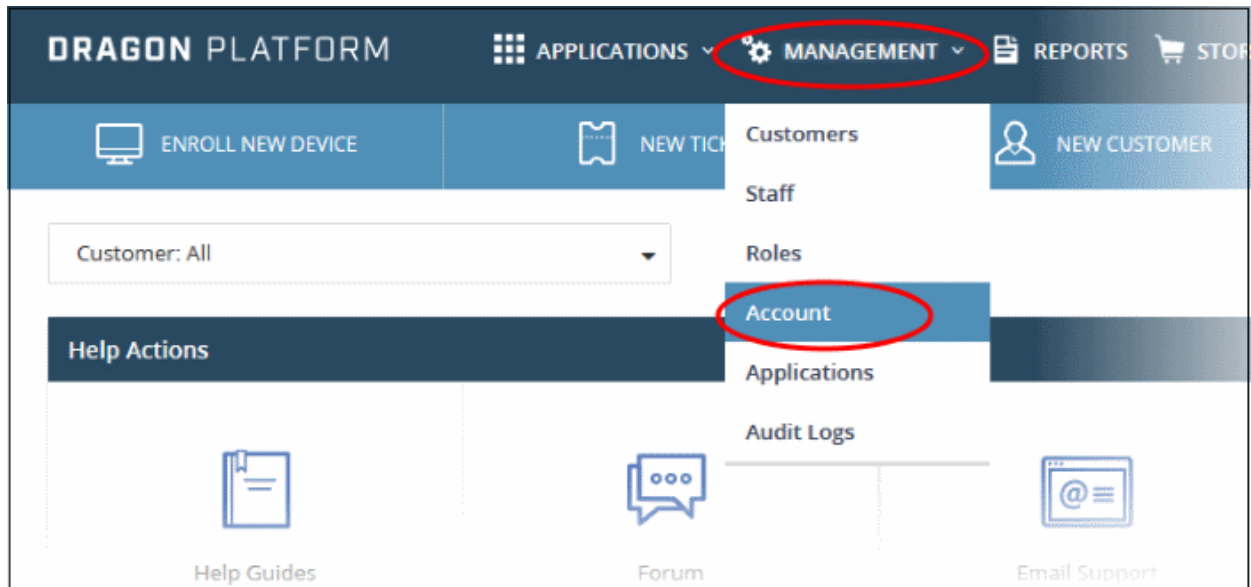 DRAGON PLATFORM
APPLICATIONS
MANAGEMENT
REPORTS
ENROLL NEW DEVICE
NEW
NEW CUSTOMER
Customers
Staff
Roles
Account
Applications
Audit Logs
Customer: All
Help Actions
Help Guides
Forum
Email Support